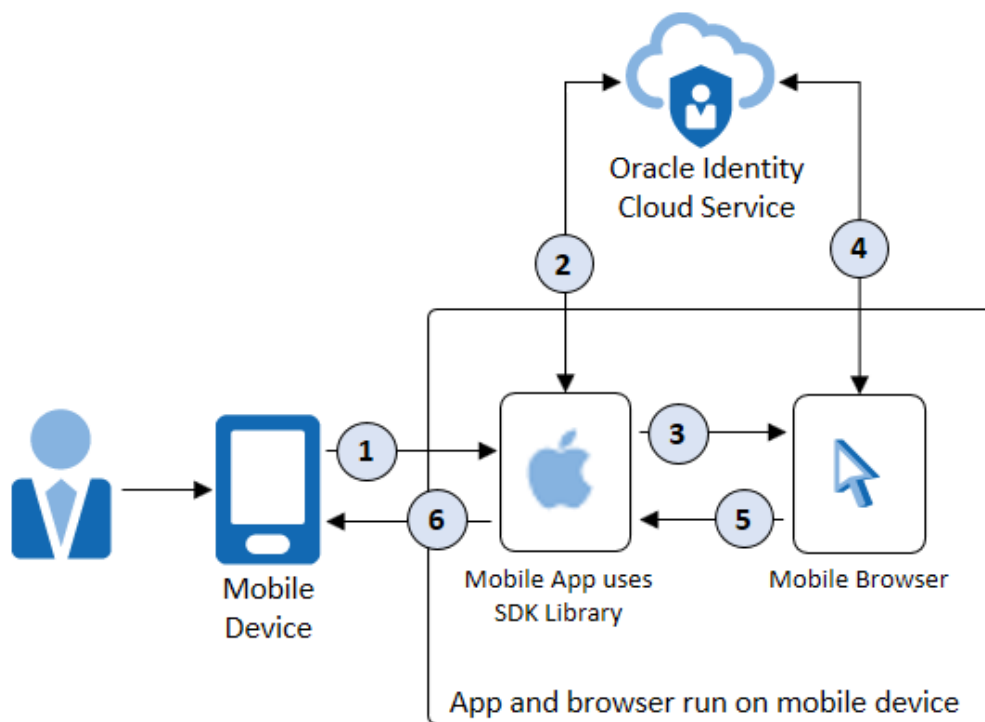 Oracle Identity
Cloud Service
2
4
1
3
6
5
Mobile
Device
Mobile App uses
SDK Library
Mobile Browser
App and browser run on mobile device